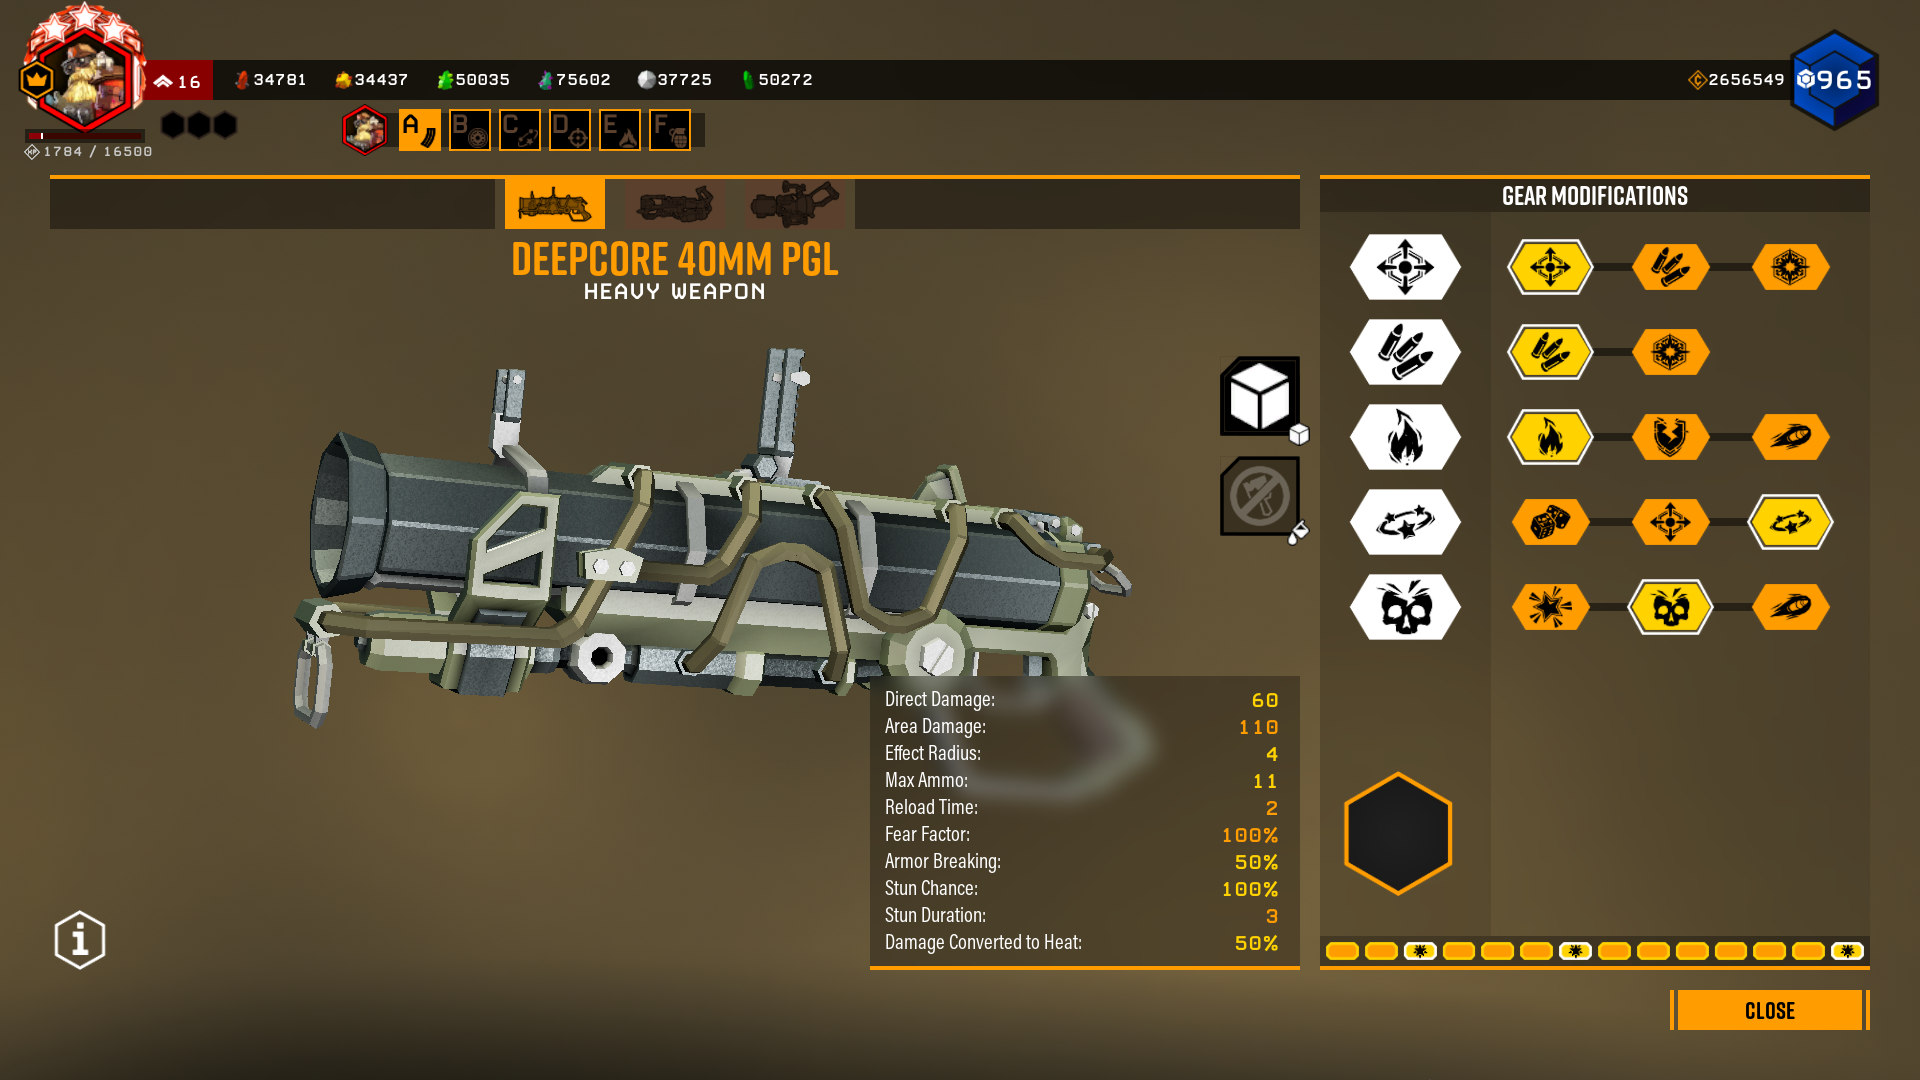 16
34781
34437
50035
75602
37725
50272
2656549
965
1784 / 16500
A
B
C
D
E
F
GEAR MODIFICATIONS
DEEPCORE 40MM PGL
HEAVY WEAPON
Direct Damage: 60
Area Damage: 110
Effect Radius: 4
Max Ammo: 11
Reload Time: 2
Fear Factor: 100%
Armor Breaking: 50%
Stun Chance: 100%
Stun Duration: 3
Damage Converted to Heat: 50%
CLOSE